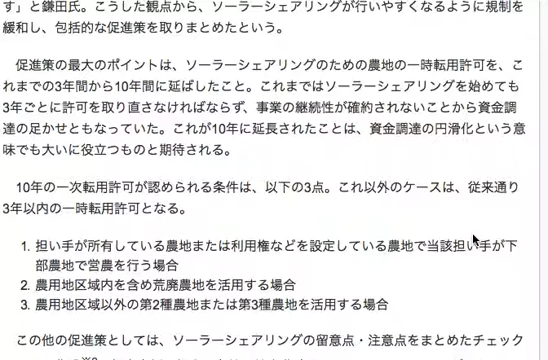 す」と鎌田氏。こうした観点から、ソーラーシェアリングが行いやすくなるように規制を
緩和し、包括的な促進策を取りまとめたという。
促進策の最大のポイントは、ソーラーシェアリングのための農地の一時転用許可を、こ
れまでの3年間から10年間に延ばしたこと。これまではソーラーシェアリングを始めても
3年ごとに許可を取り直さなければならず、事業の継続性が確約されないことから資金調
達の足かせともなっていた。これが10年に延長されたことは、資金調達の円滑化という意
味でも大いに役立つものと期待される。
10年の一次転用許可が認められる条件は、以下の3点。これ以外のケースは、従来通り
3年以内の一時転用許可となる。
1. 担い手が所有している農地または利用権などを設定している農地で当該担い手が下
部農地で営農を行う場合
2. 農用地区域内を含め荒廃農地を活用する場合
3. 農用地区域以外の第2種農地または第3種農地を活用する場合
この他の促進策としては、ソーラーシェアリングの留意点・注意点をまとめたチェック